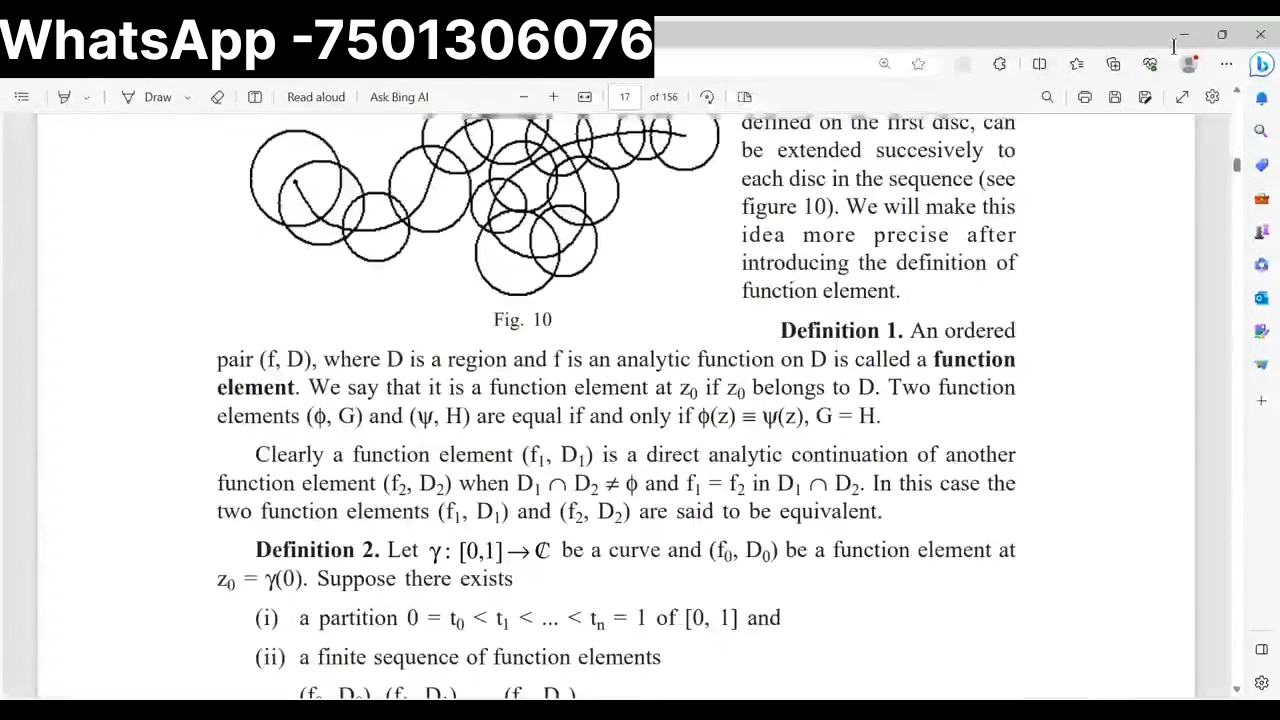 WhatsApp -7501306076
Draw
Read aloud
Ask Bing AI
17
of 156
defined on the first disc, can
be extended succesively to
each disc in the sequence (see
figure 10). We will make this
idea more precise after
introducing the definition of
function element.
Fig. 10
Definition 1. An ordered
pair (f, D), where D is a region and f is an analytic function on D is called a function
element. We say that it is a function element at z₀ if z₀ belongs to D. Two function
elements (ϕ, G) and (ψ, H) are equal if and only if ϕ(z) ≡ ψ(z), G = H.
Clearly a function element (f₁, D₁) is a direct analytic continuation of another
function element (f₂, D₂) when D₁ ∩ D₂ ≠ ϕ and f₁ = f₂ in D₁ ∩ D₂. In this case the
two function elements (f₁, D₁) and (f₂, D₂) are said to be equivalent.
Definition 2. Let γ : [0,1] → ℂ be a curve and (f₀, D₀) be a function element at
z₀ = γ(0). Suppose there exists
(i) a partition 0 = t₀ < t₁ < ... < tₙ = 1 of [0, 1] and
(ii) a finite sequence of function elements